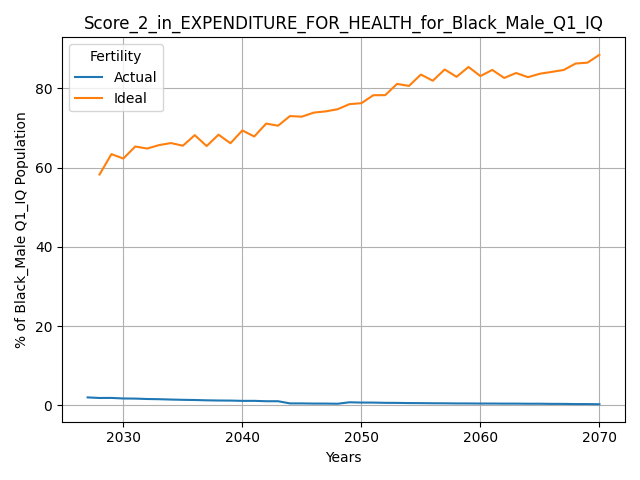 Score_2_in_EXPENDITURE_FOR_HEALTH_for_Black_Male_Q1_IQ
Fertility
Actual
Ideal
% of Black_Male Q1_IQ Population
80
60
40
20
0
2030
2040
2050
2060
2070
Years